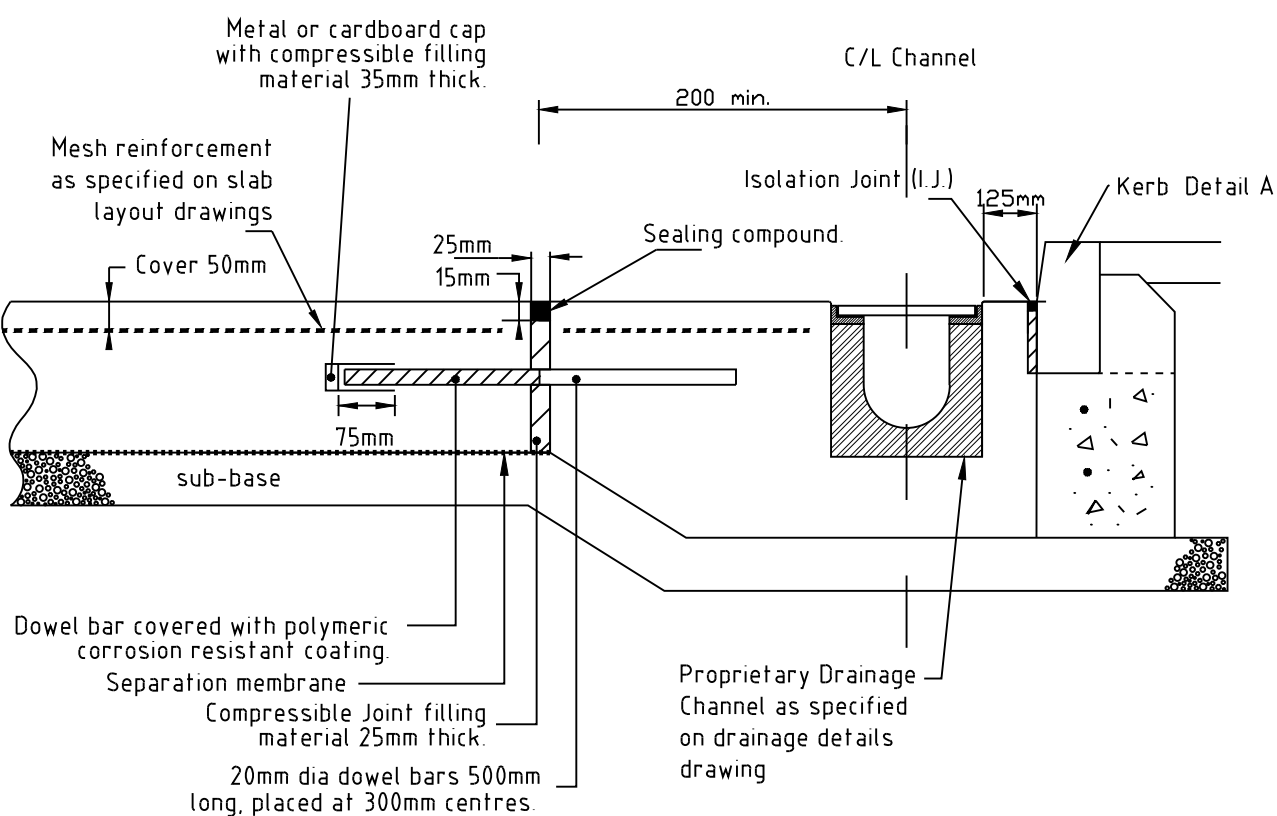 Metal or cardboard cap
with compressible filling
material 35mm thick.
C/L Channel
200 min.
Mesh reinforcement
as specified on slab
layout drawings
Isolation Joint (I.J.)
125mm
Kerb Detail A
25mm
Sealing compound.
Cover 50mm
15mm
75mm
sub-base
Dowel bar covered with polymeric
corrosion resistant coating.
Separation membrane
Compressible Joint filling
material 25mm thick.
20mm dia dowel bars 500mm
long, placed at 300mm centres.
Proprietary Drainage
Channel as specified
on drainage details
drawing